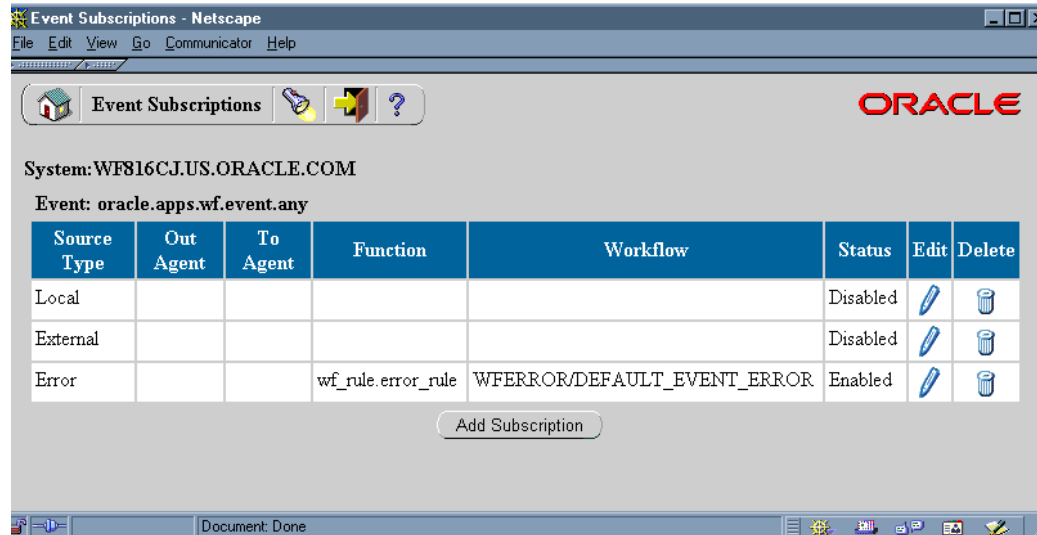 Event Subscriptions - Netscape
File Edit View Go Communicator Help
Event Subscriptions ?
ORACLE
System:WF816CJ.US.ORACLE.COM
Event: oracle.apps.wf.event.any
Source Type Out Agent To Agent Function Workflow Status Edit Delete
Local Disabled
External Disabled
Error wf_rule.error_rule WFERROR/DEFAULT_EVENT_ERROR Enabled
Add Subscription
Document: Done